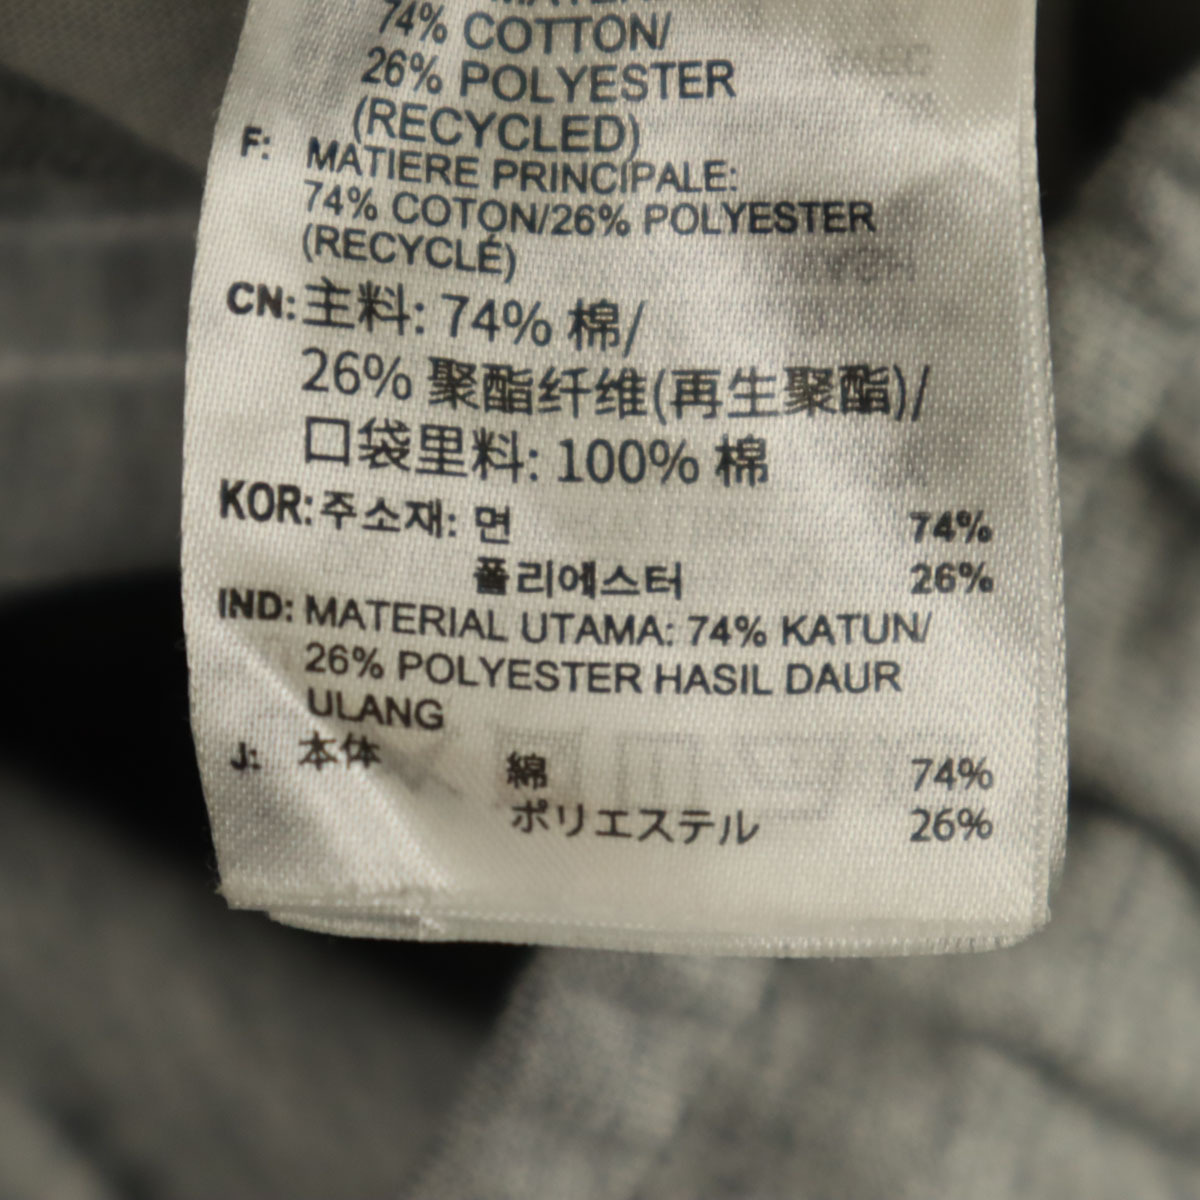 74% COTTON/
26% POLYESTER
(RECYCLED)
F: MATIERE PRINCIPALE:
74% COTON/26% POLYESTER
(RECYCLÉ)
CN: 主料: 74% 棉/
26% 聚酯纤维(再生聚酯)/
口袋里料: 100% 棉
KOR: 주소재: 면 74%
폴리에스터 26%
IND: MATERIAL UTAMA: 74% KATUN/
26% POLYESTER HASIL DAUR
ULANG
J: 本体 綿 74%
ポリエステル 26%